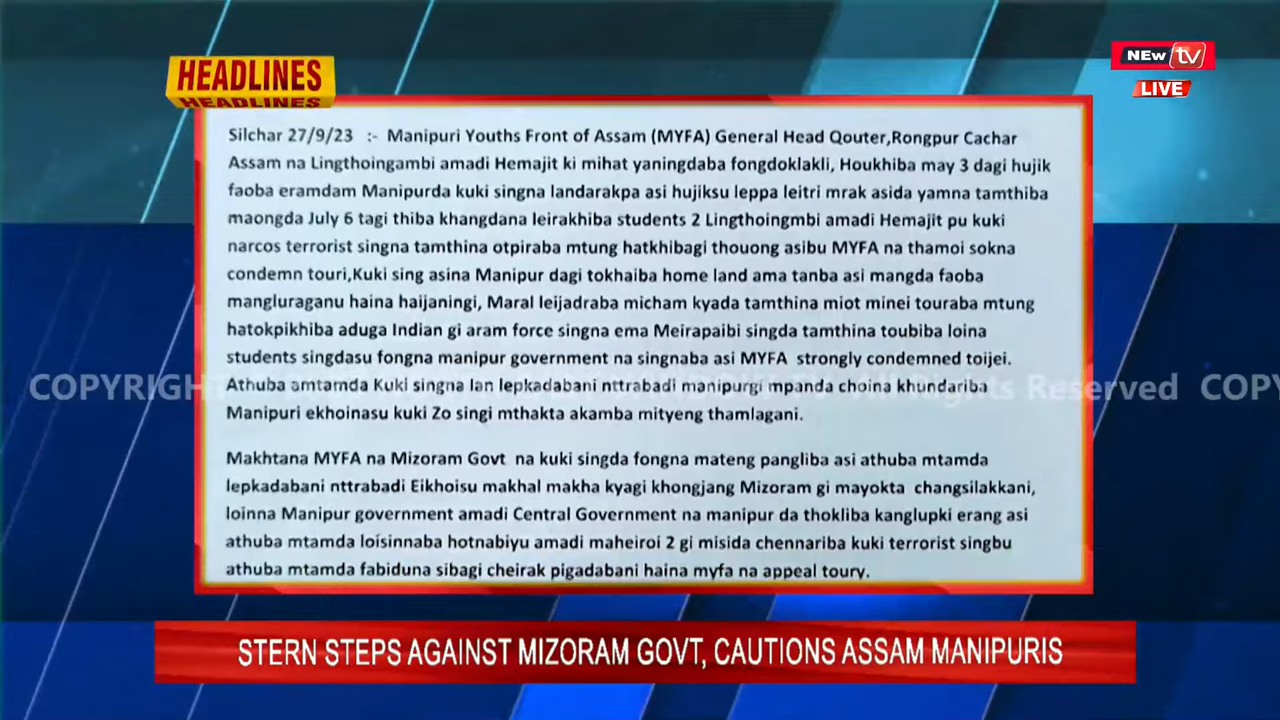 HEADLINES
HEADLINES
NEW tv
LIVE
Silchar 27/9/23 :- Manipuri Youths Front of Assam (MYFA) General Head Qouter,Rongpur Cachar
Assam na Lingthoingambi amadi Hemajit ki mihat yaningdaba fongdoklakli, Houkhiba may 3 dagi hujik
faoba eramdam Manipurda kuki singna landarakpa asi hujiksu leppa leitri mrak asida yamna tamthiba
maongda July 6 tagi thiba khangdana leirakhiba students 2 Lingthoingmbi amadi Hemajit pu kuki
narcos terrorist singna tamthina otpiraba mtung hatkhibagi thouong asibu MYFA na thamoi sokna
condemn touri,Kuki sing asina Manipur dagi tokhaiba home land ama tanba asi mangda faoba
mangluraganu haina haijaningi, Maral leijadraba micham kyada tamthina miot minei touraba mtung
hatokpikhiba aduga Indian gi aram force singna ema Meirapaibi singda tamthina toubiba loina
students singdasu fongna manipur government na singnaba asi MYFA strongly condemned toijei.
Athuba amtamda Kuki singna lan lepkadabani nttrabadi manipurgi mpanda choina khundariba
Manipuri ekhoinasu kuki Zo singi mthakta akamba mityeng thamlagani.
Makhtana MYFA na Mizoram Govt na kuki singda fongna mateng pangliba asi athuba mtamda
lepkadabani nttrabadi Eikhoisu makhal makha kyagi khongjang Mizoram gi mayokta changsilakkani,
loinna Manipur government amadi Central Government na manipur da thokliba kanglupki erang asi
athuba mtamda loisinnaba hotnabiyu amadi maheiroi 2 gi misida chennariba kuki terrorist singbu
athuba mtamda fabiduna sibagi cheirak pigadabani haina myfa na appeal toury.
COPYRIGHT Rights Reserved COPY
STERN STEPS AGAINST MIZORAM GOVT, CAUTIONS ASSAM MANIPURIS